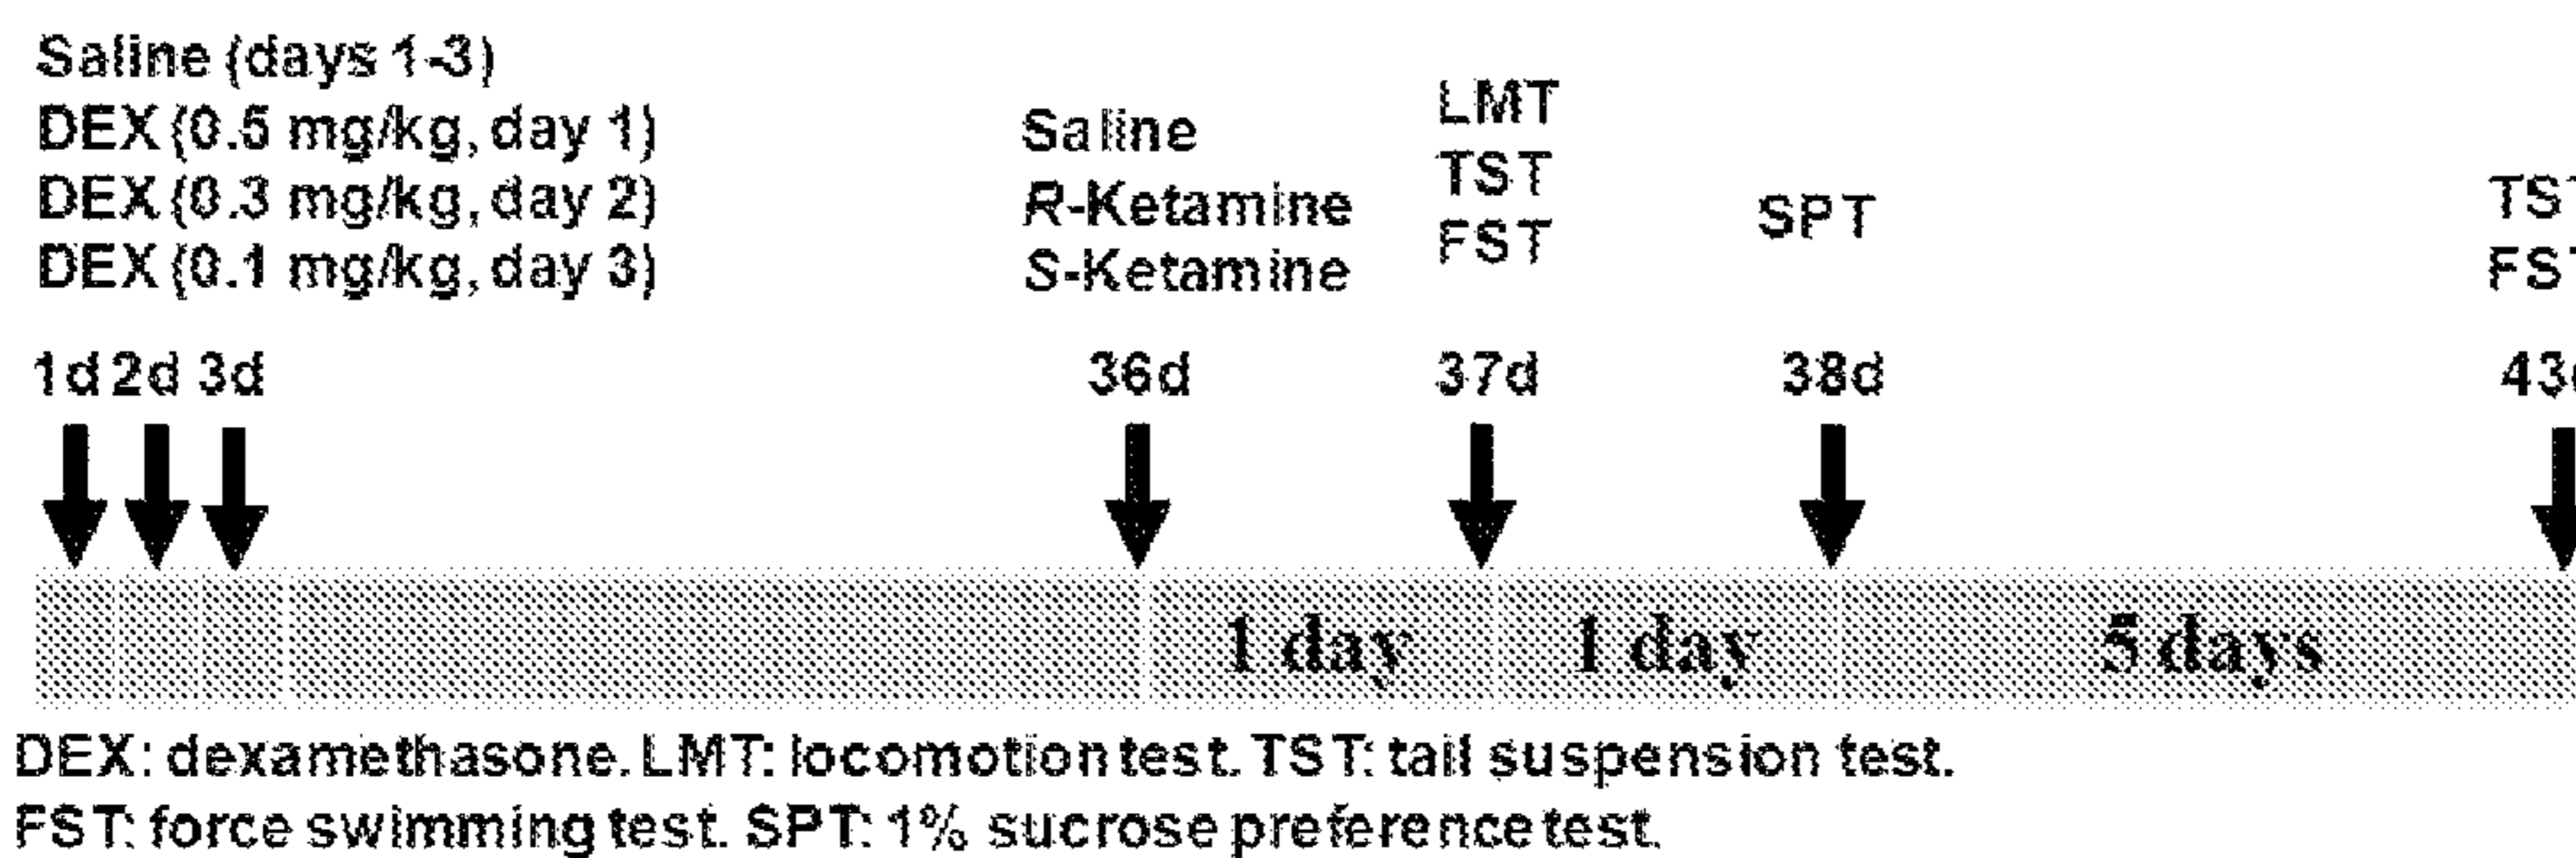 Saline (days 1-3)
DEX (0.5 mg/kg, day 1)
DEX (0.3 mg/kg, day 2)
DEX (0.1 mg/kg, day 3)
Saline
R-Ketamine
S-Ketamine
LMT
TST
FST
SPT
TST
FST
1d 2d 3d
36d
37d
38d
43d
1 day
1 day
5 days
DEX: dexamethasone. LMT: locomotion test. TST: tail suspension test.
FST: force swimming test. SPT: 1% sucrose preference test.